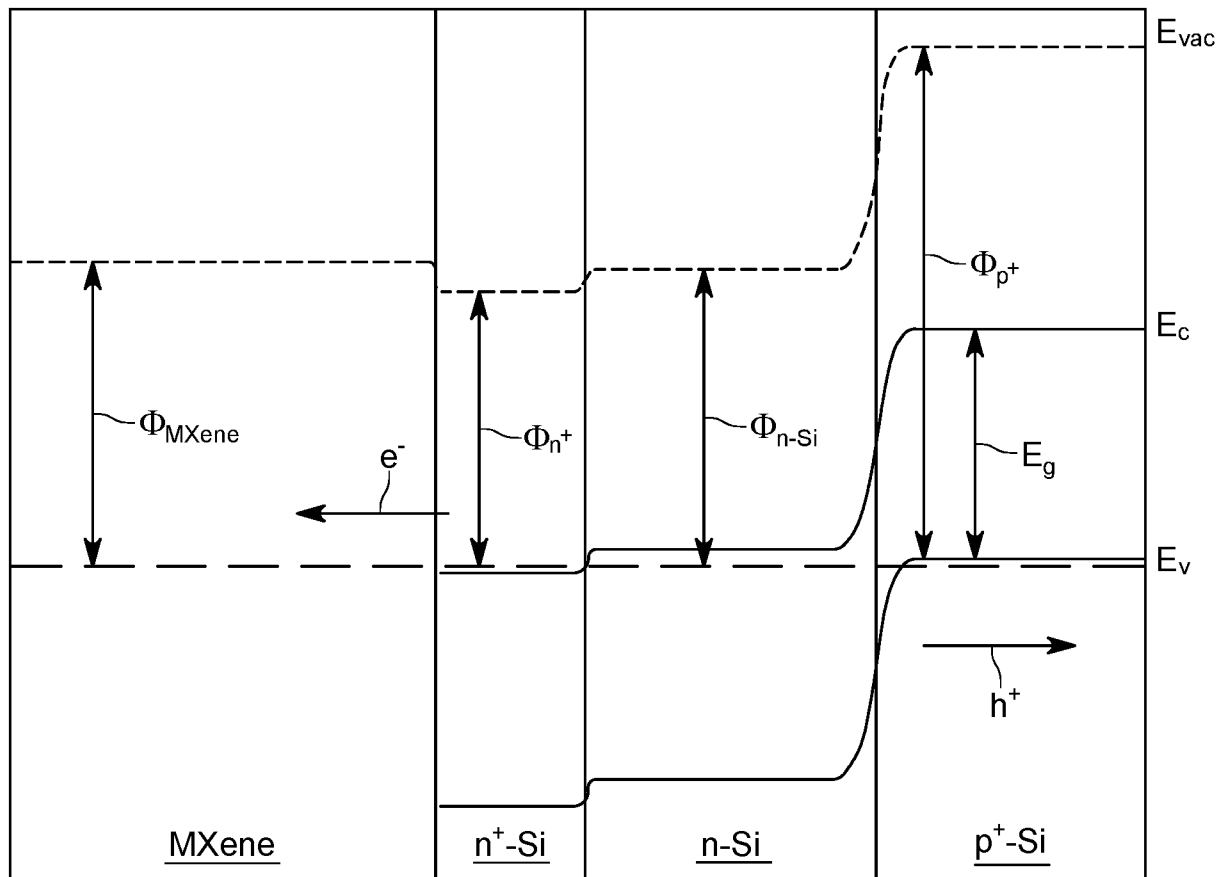 E_vac
Φ_p⁺
E_c
Φ_MXene
Φ_n⁺
Φ_n-Si
E_g
e⁻
E_v
h⁺
MXene
n⁺-Si
n-Si
p⁺-Si